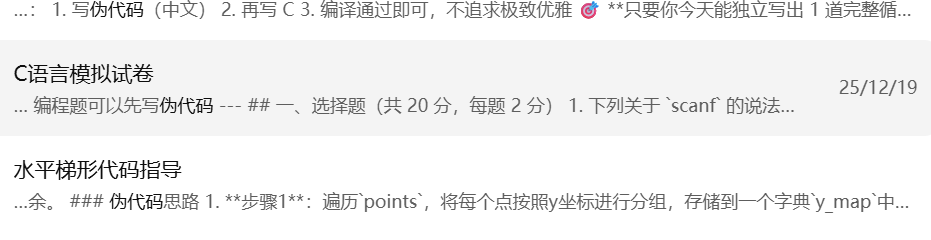 ...： 1. 写伪代码（中文） 2. 再写 C 3. 编译通过即可，不追求极致优雅 🎯 **只要你今天能独立写出 1 道完整循...
C语言模拟试卷
... 编程题可以先写伪代码 --- ## 一、选择题（共 20 分，每题 2 分） 1. 下列关于 `scanf` 的说法...
25/12/19
水平梯形代码指导
...余。 ### 伪代码思路 1. **步骤1**：遍历`points`，将每个点按照y坐标进行分组，存储到一个字典`y_map`中...